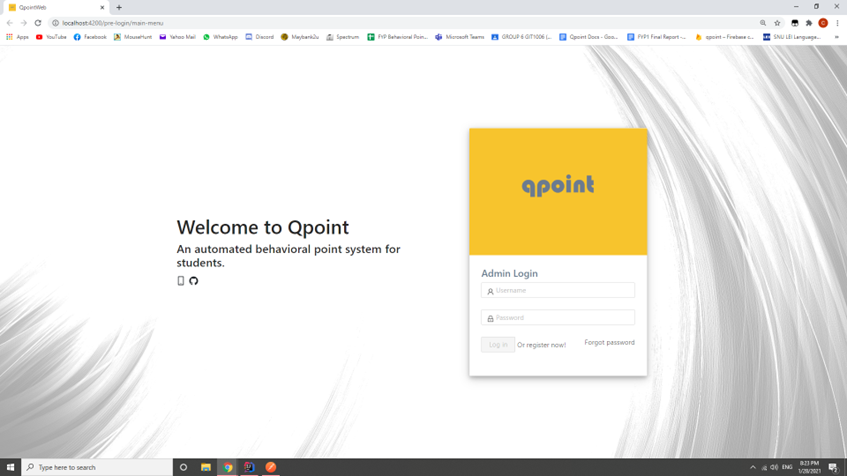 QpointWeb
localhost:4200/pre-login/main-menu
Apps
YouTube
Facebook
MouseHunt
Yahoo Mail
WhatsApp
Discord
Maybank2u
Spectrum
FYP Behavioral Poin...
Microsoft Teams
GROUP 6 GIT1006 (...
Qpoint Docs - Goo...
FYP1 Final Report -...
qpoint – Firebase c...
SNU LEI Language...
C
qpoint
Welcome to Qpoint
An automated behavioral point system for
students.
Admin Login
Username
Password
Log in Or register now!
Forgot password
Type here to search
ENG
8:23 PM
1/28/2021